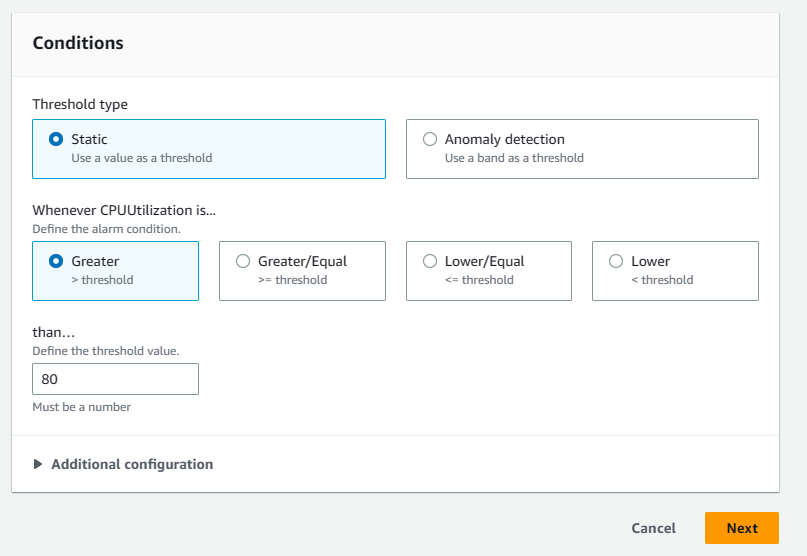 Conditions
Threshold type
Static
Use a value as a threshold
Anomaly detection
Use a band as a threshold
Whenever CPUUtilization is...
Define the alarm condition.
Greater
> threshold
Greater/Equal
>= threshold
Lower/Equal
<= threshold
Lower
< threshold
than…
Define the threshold value.
80
Must be a number
Additional configuration
Cancel
Next